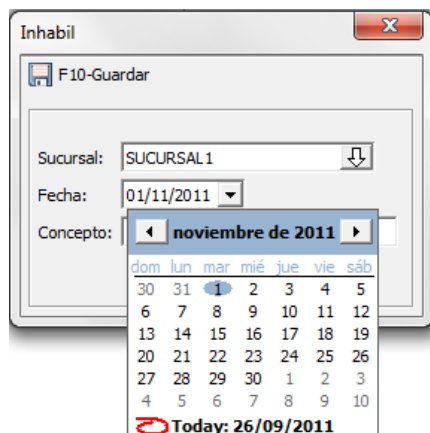 Inhabil
F10-Guardar
Sucursal: SUCURSAL1
Fecha: 01/11/2011
Concepto:
noviembre de 2011
dom lun mar mié jue vie sáb
30 31 1 2 3 4 5
6 7 8 9 10 11 12
13 14 15 16 17 18 19
20 21 22 23 24 25 26
27 28 29 30 1 2 3
4 5 6 7 8 9 10
Today: 26/09/2011